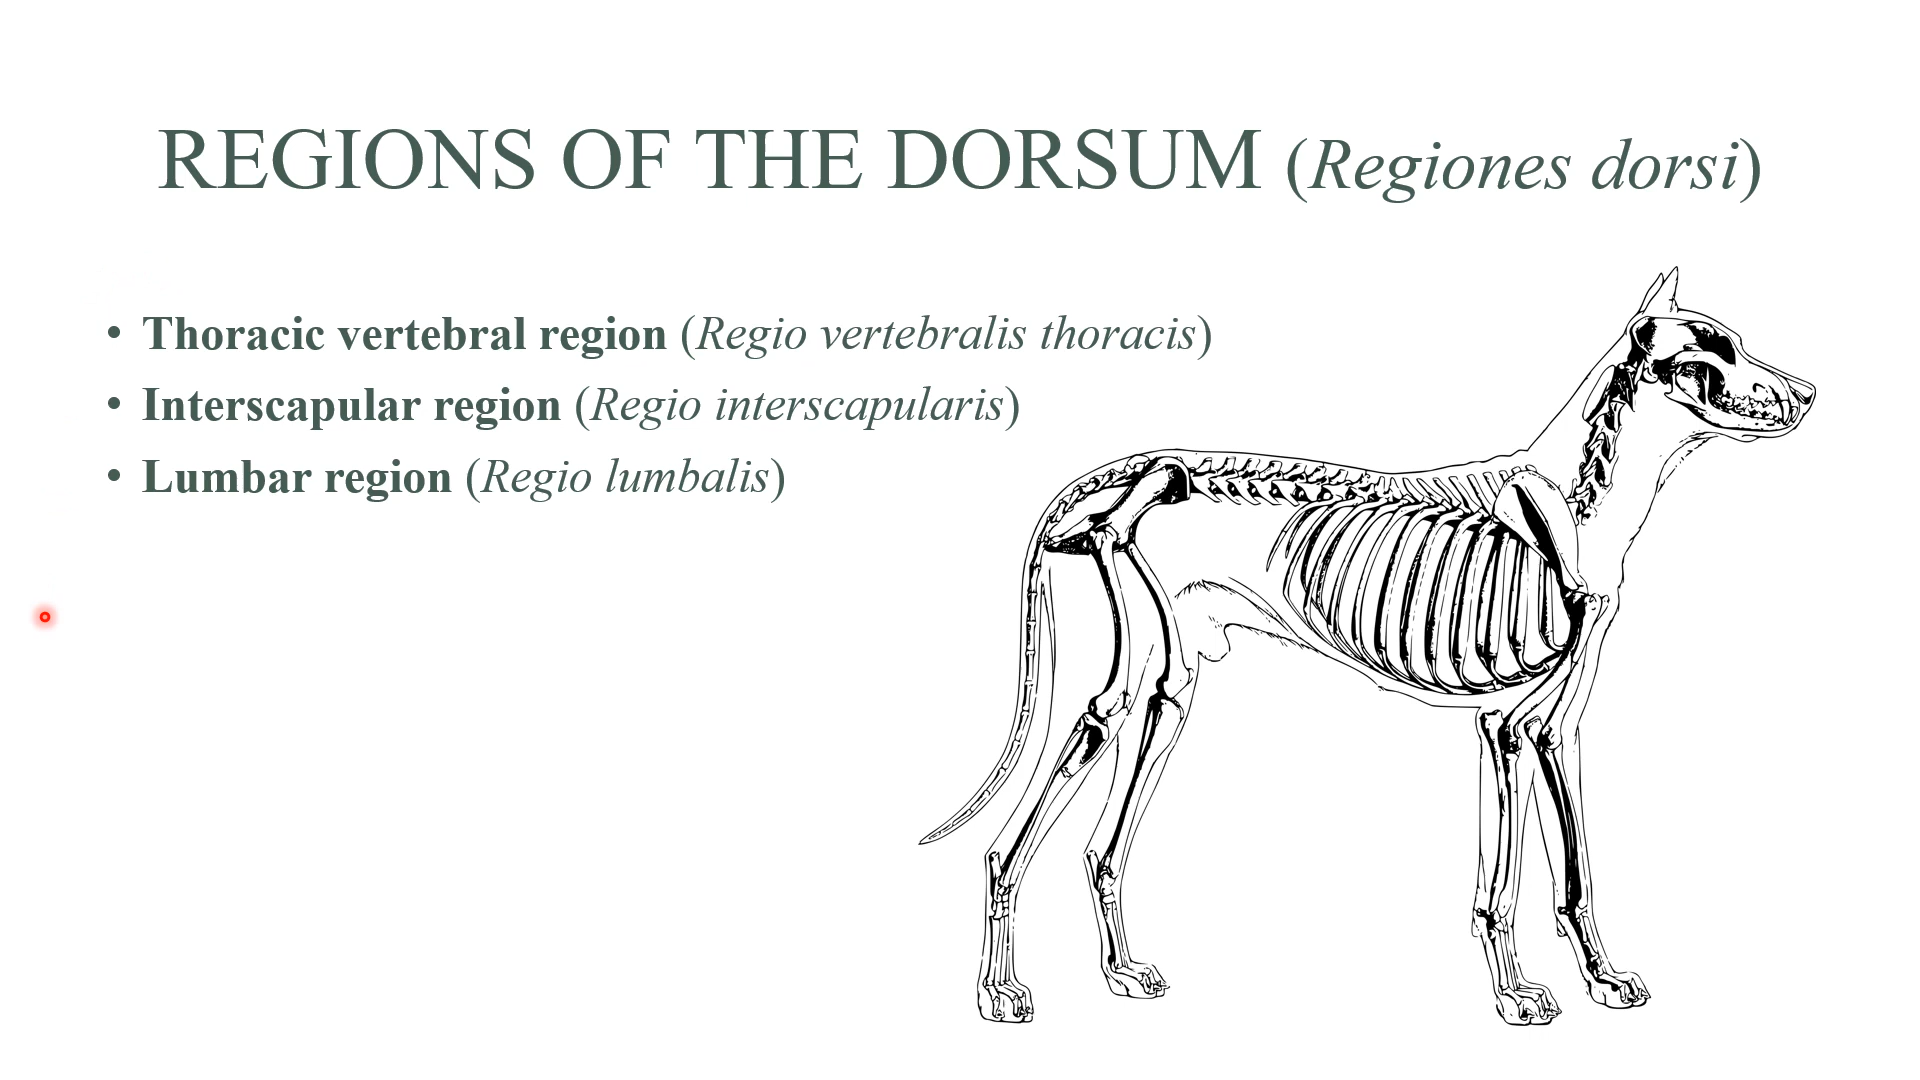 REGIONS OF THE DORSUM (Regiones dorsi)
• Thoracic vertebral region (Regio vertebralis thoracis)
• Interscapular region (Regio interscapularis)
• Lumbar region (Regio lumbalis)